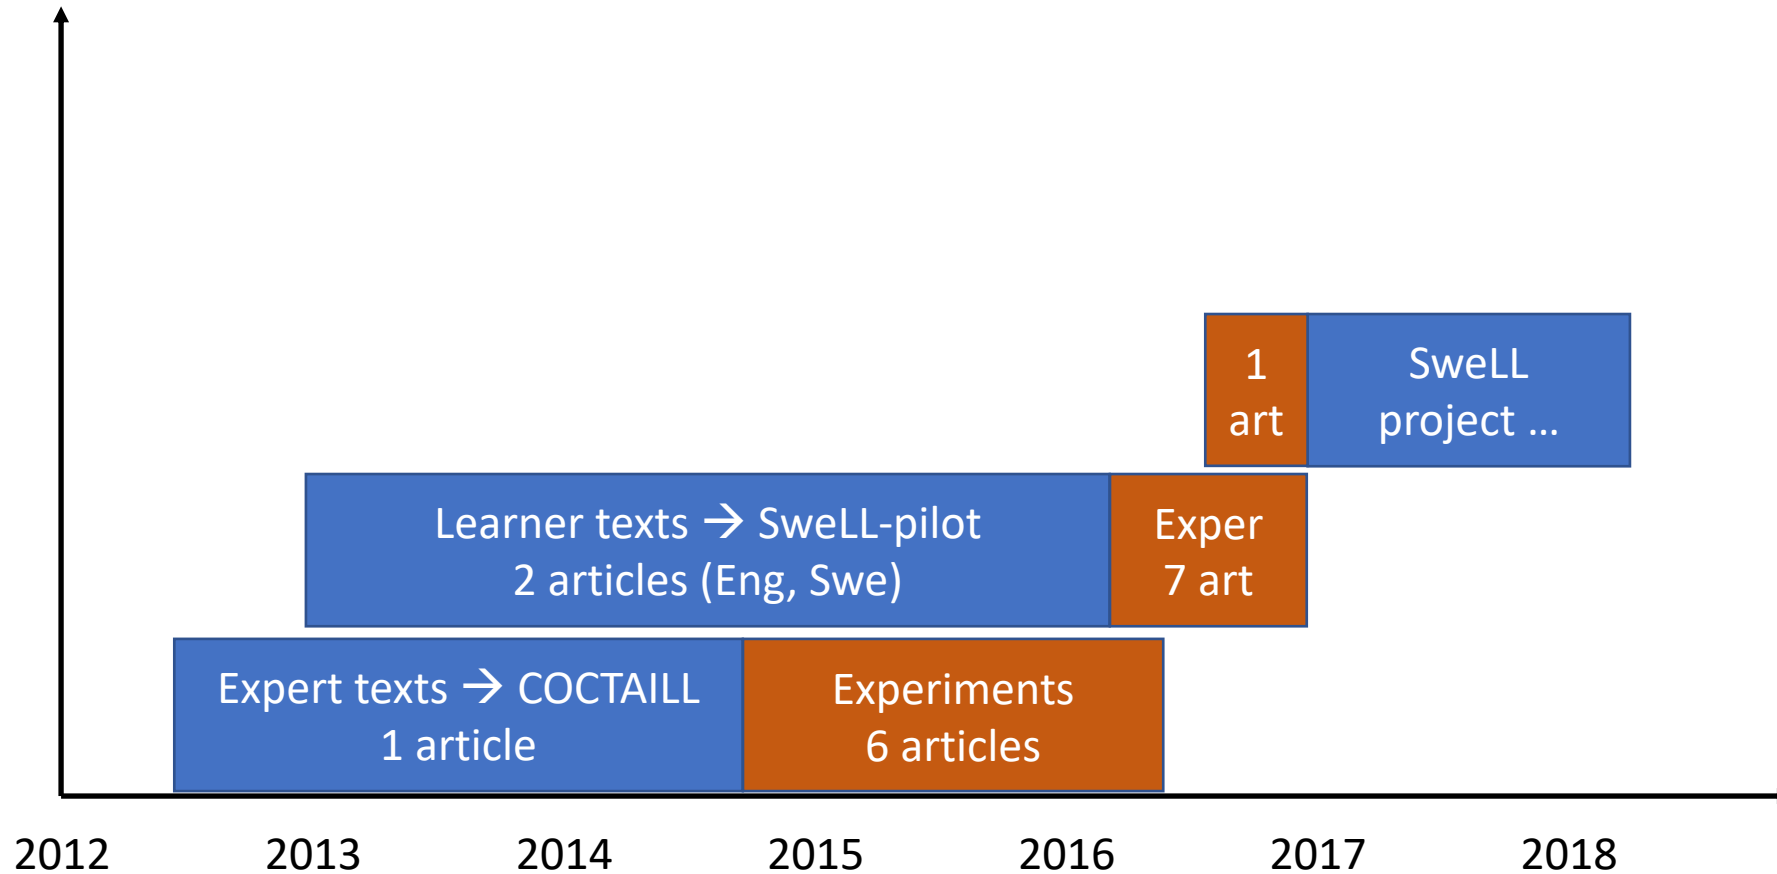 1
art
SweLL
project ...
Learner texts → SweLL-pilot
2 articles (Eng, Swe)
Exper
7 art
Expert texts → COCTAILL
1 article
Experiments
6 articles
2012 2013 2014 2015 2016 2017 2018